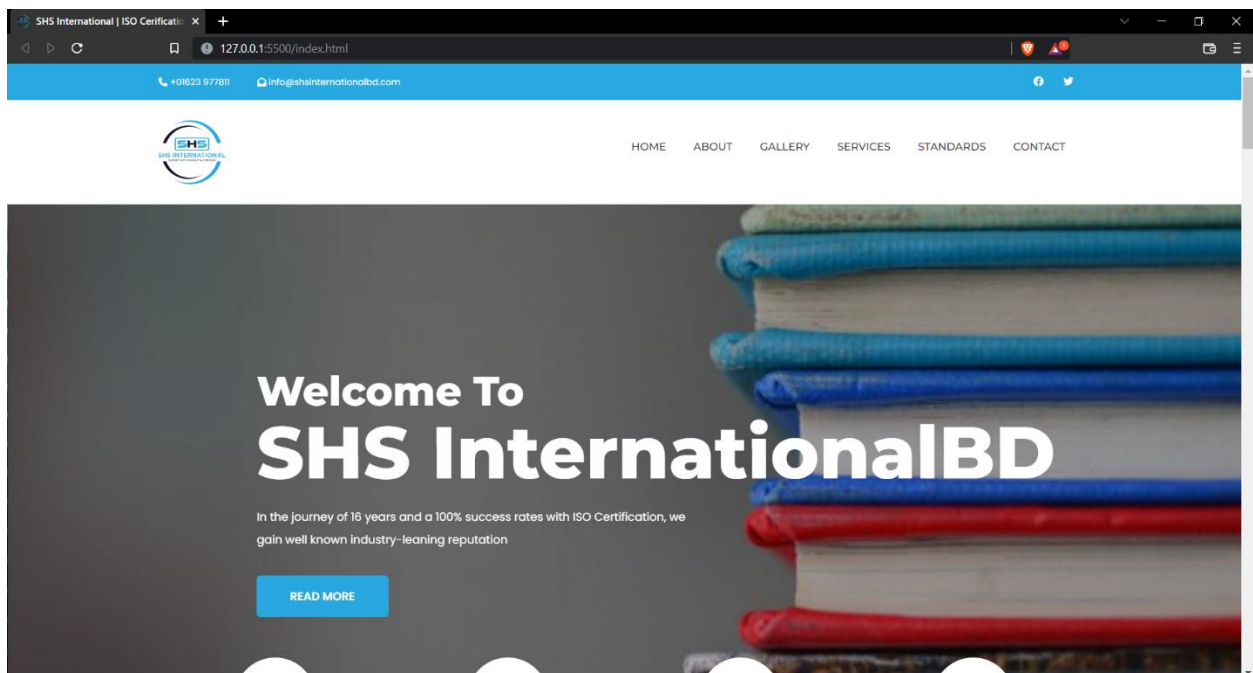 SHS International | ISO Cerificatio
127.0.0.1:5500/index.html
+01623 977811 info@shsinternationalbd.com
SHS
SHS INTERNATIONAL
HOME ABOUT GALLERY SERVICES STANDARDS CONTACT
Welcome To
SHS InternationalBD
In the journey of 16 years and a 100% success rates with ISO Certification, we
gain well known industry-leaning reputation
READ MORE